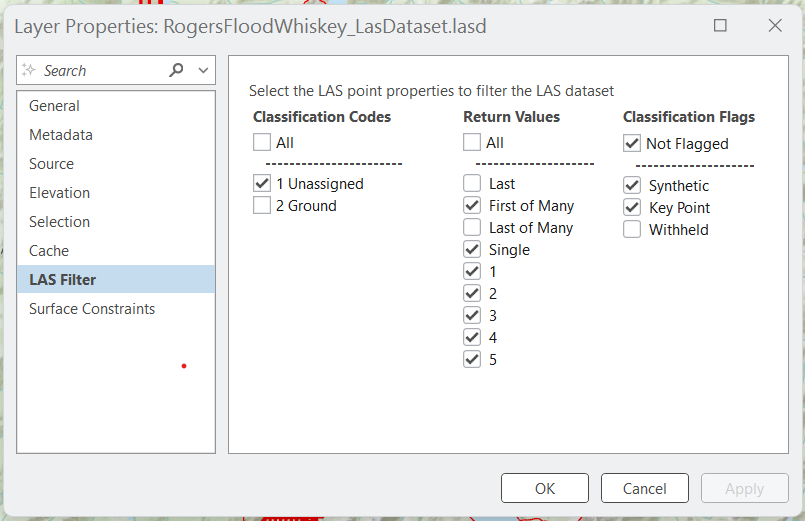 Layer Properties: RogersFloodWhiskey_LasDataset.lasd
Search
General
Metadata
Source
Elevation
Selection
Cache
LAS Filter
Surface Constraints
Select the LAS point properties to filter the LAS dataset
Classification Codes
All
1 Unassigned
2 Ground
Return Values
All
Last
First of Many
Last of Many
Single
1
2
3
4
5
Classification Flags
Not Flagged
Synthetic
Key Point
Withheld
OK
Cancel
Apply